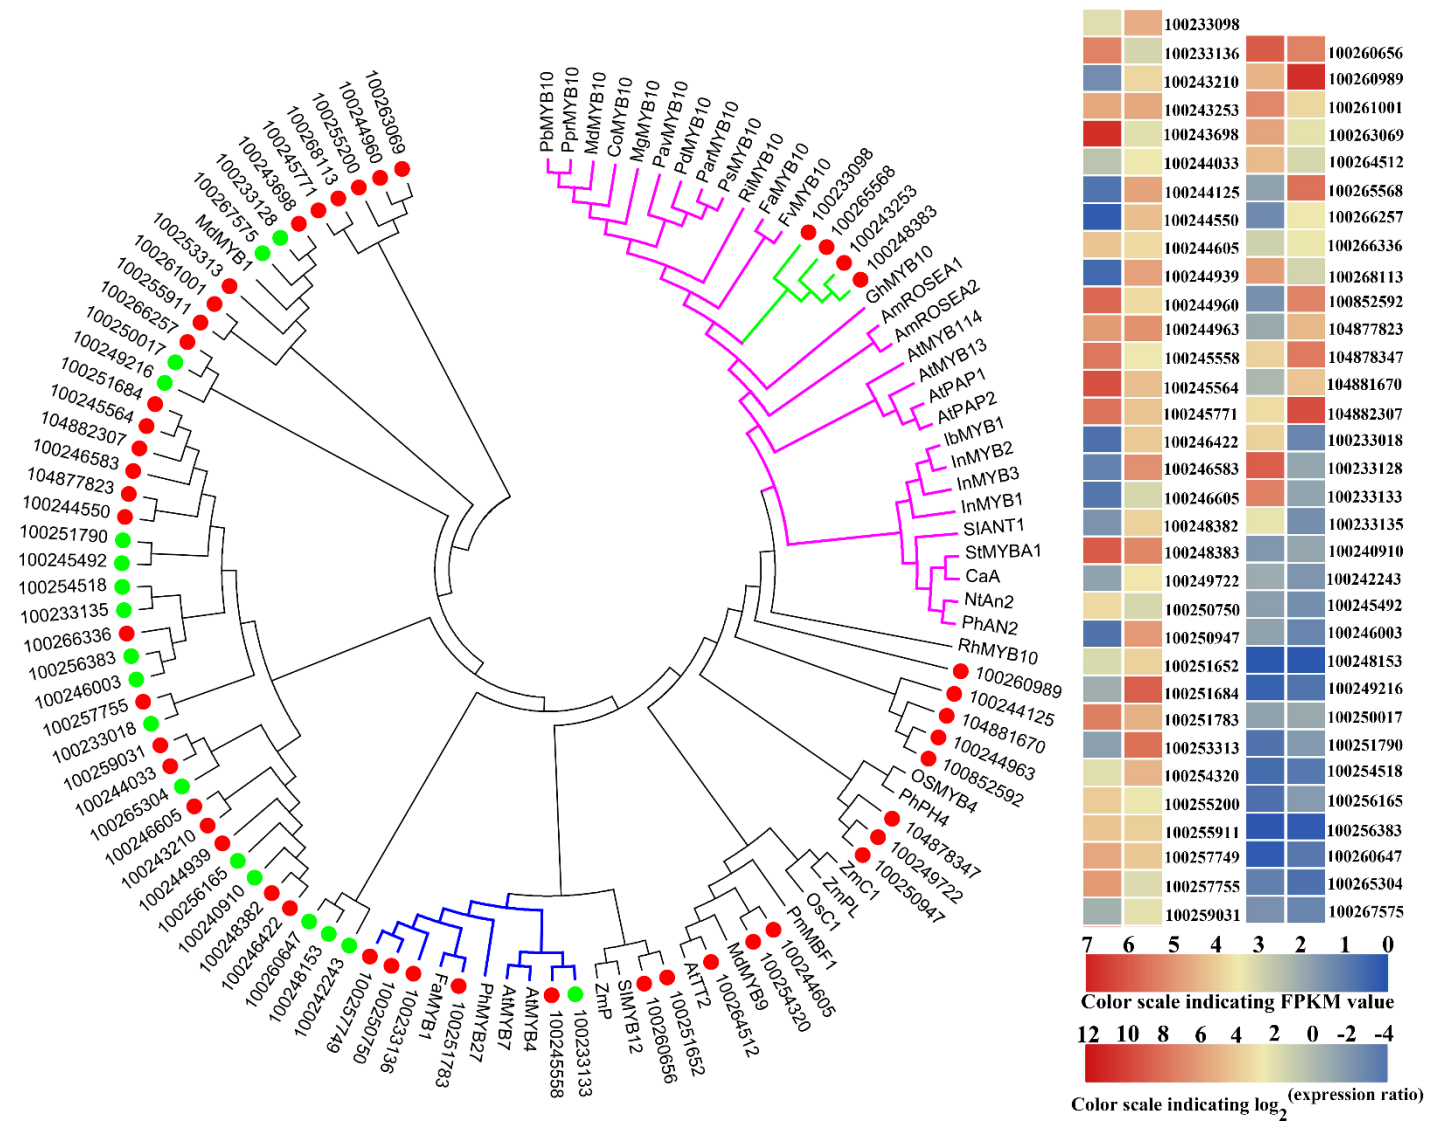 PbMYB10
PprMYB10
MdMYB10
CoMYB10
MgMYB10
PavMYB10
PdMYB10
ParMYB10
PsMYB10
RiMYB10
FaMYB10
FvMYB10
100233098
100265568
100243253
100248383
GhMYB10
AmROSEA1
AmROSEA2
AtMYB114
AtMYB13
AtPAP1
AtPAP2
IbMYB1
InMYB2
InMYB3
InMYB1
SlANT1
StMYBA1
CaA
NtAn2
PhAN2
RhMYB10
100260989
100244125
104881670
100244963
100852592
OSMYB4
PhPH4
104878347
100249722
100250947
ZmC1
ZmPL
OsC1
PmMBF1
100244605
100254320
MdMYB9
100264512
AtTT2
100251652
100260656
SlMYB12
ZmP
100233133
100245558
AtMYB4
AtMYB7
PhMYB27
100251783
FaMYB1
100233136
100250750
100257749
100242243
100248153
100260647
100246422
100248382
100240910
100256165
100244939
100243210
100246605
100265304
100244033
100259031
100233018
100257755
100246003
100256383
100266336
100233135
100254518
100245492
100251790
100244550
104877823
100246583
104882307
100245564
100251684
100249216
100250017
100266257
100255911
100261001
100253313
MdMYB1
100267575
100233128
100243698
100245771
100268113
100255200
100244960
100263069
100233098
100233136
100243210
100243253
100243698
100244033
100244125
100244550
100244605
100244939
100244960
100244963
100245558
100245564
100245771
100246422
100246583
100246605
100248382
100248383
100249722
100250750
100250947
100251652
100251684
100251783
100253313
100254320
100255200
100255911
100257749
100257755
100259031
100260656
100260989
100261001
100263069
100264512
100265568
100266257
100266336
100268113
100852592
104877823
104878347
104881670
104882307
100233018
100233128
100233133
100233135
100240910
100242243
100245492
100246003
100248153
100249216
100250017
100251790
100254518
100256165
100256383
100260647
100265304
100267575
7 6 5 4 3 2 1 0
Color scale indicating FPKM value
12 10 8 6 4 2 0 -2 -4
Color scale indicating log2 (expression ratio)